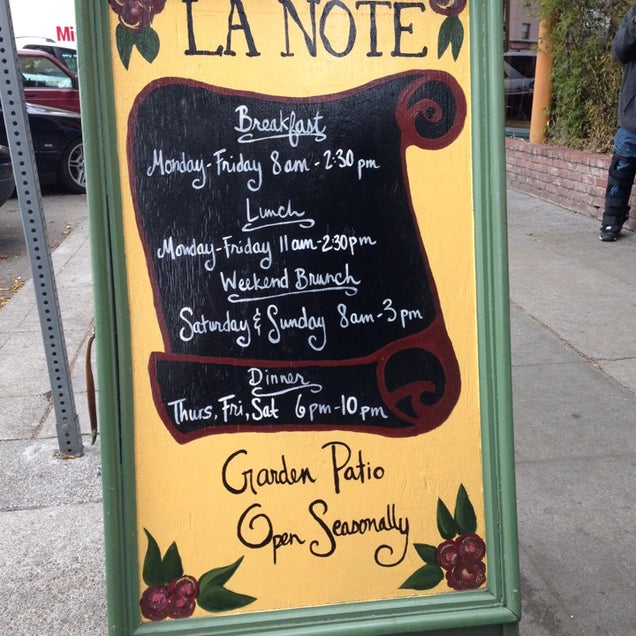 Mi
LA NOTE
Breakfast
Monday-Friday 8am-2:30pm
Lunch
Monday-Friday 11am-2:30pm
Weekend Brunch
Saturday & Sunday 8am-3pm
Dinner
Thurs, Fri, Sat 6pm-10pm
Garden Patio
Open Seasonally